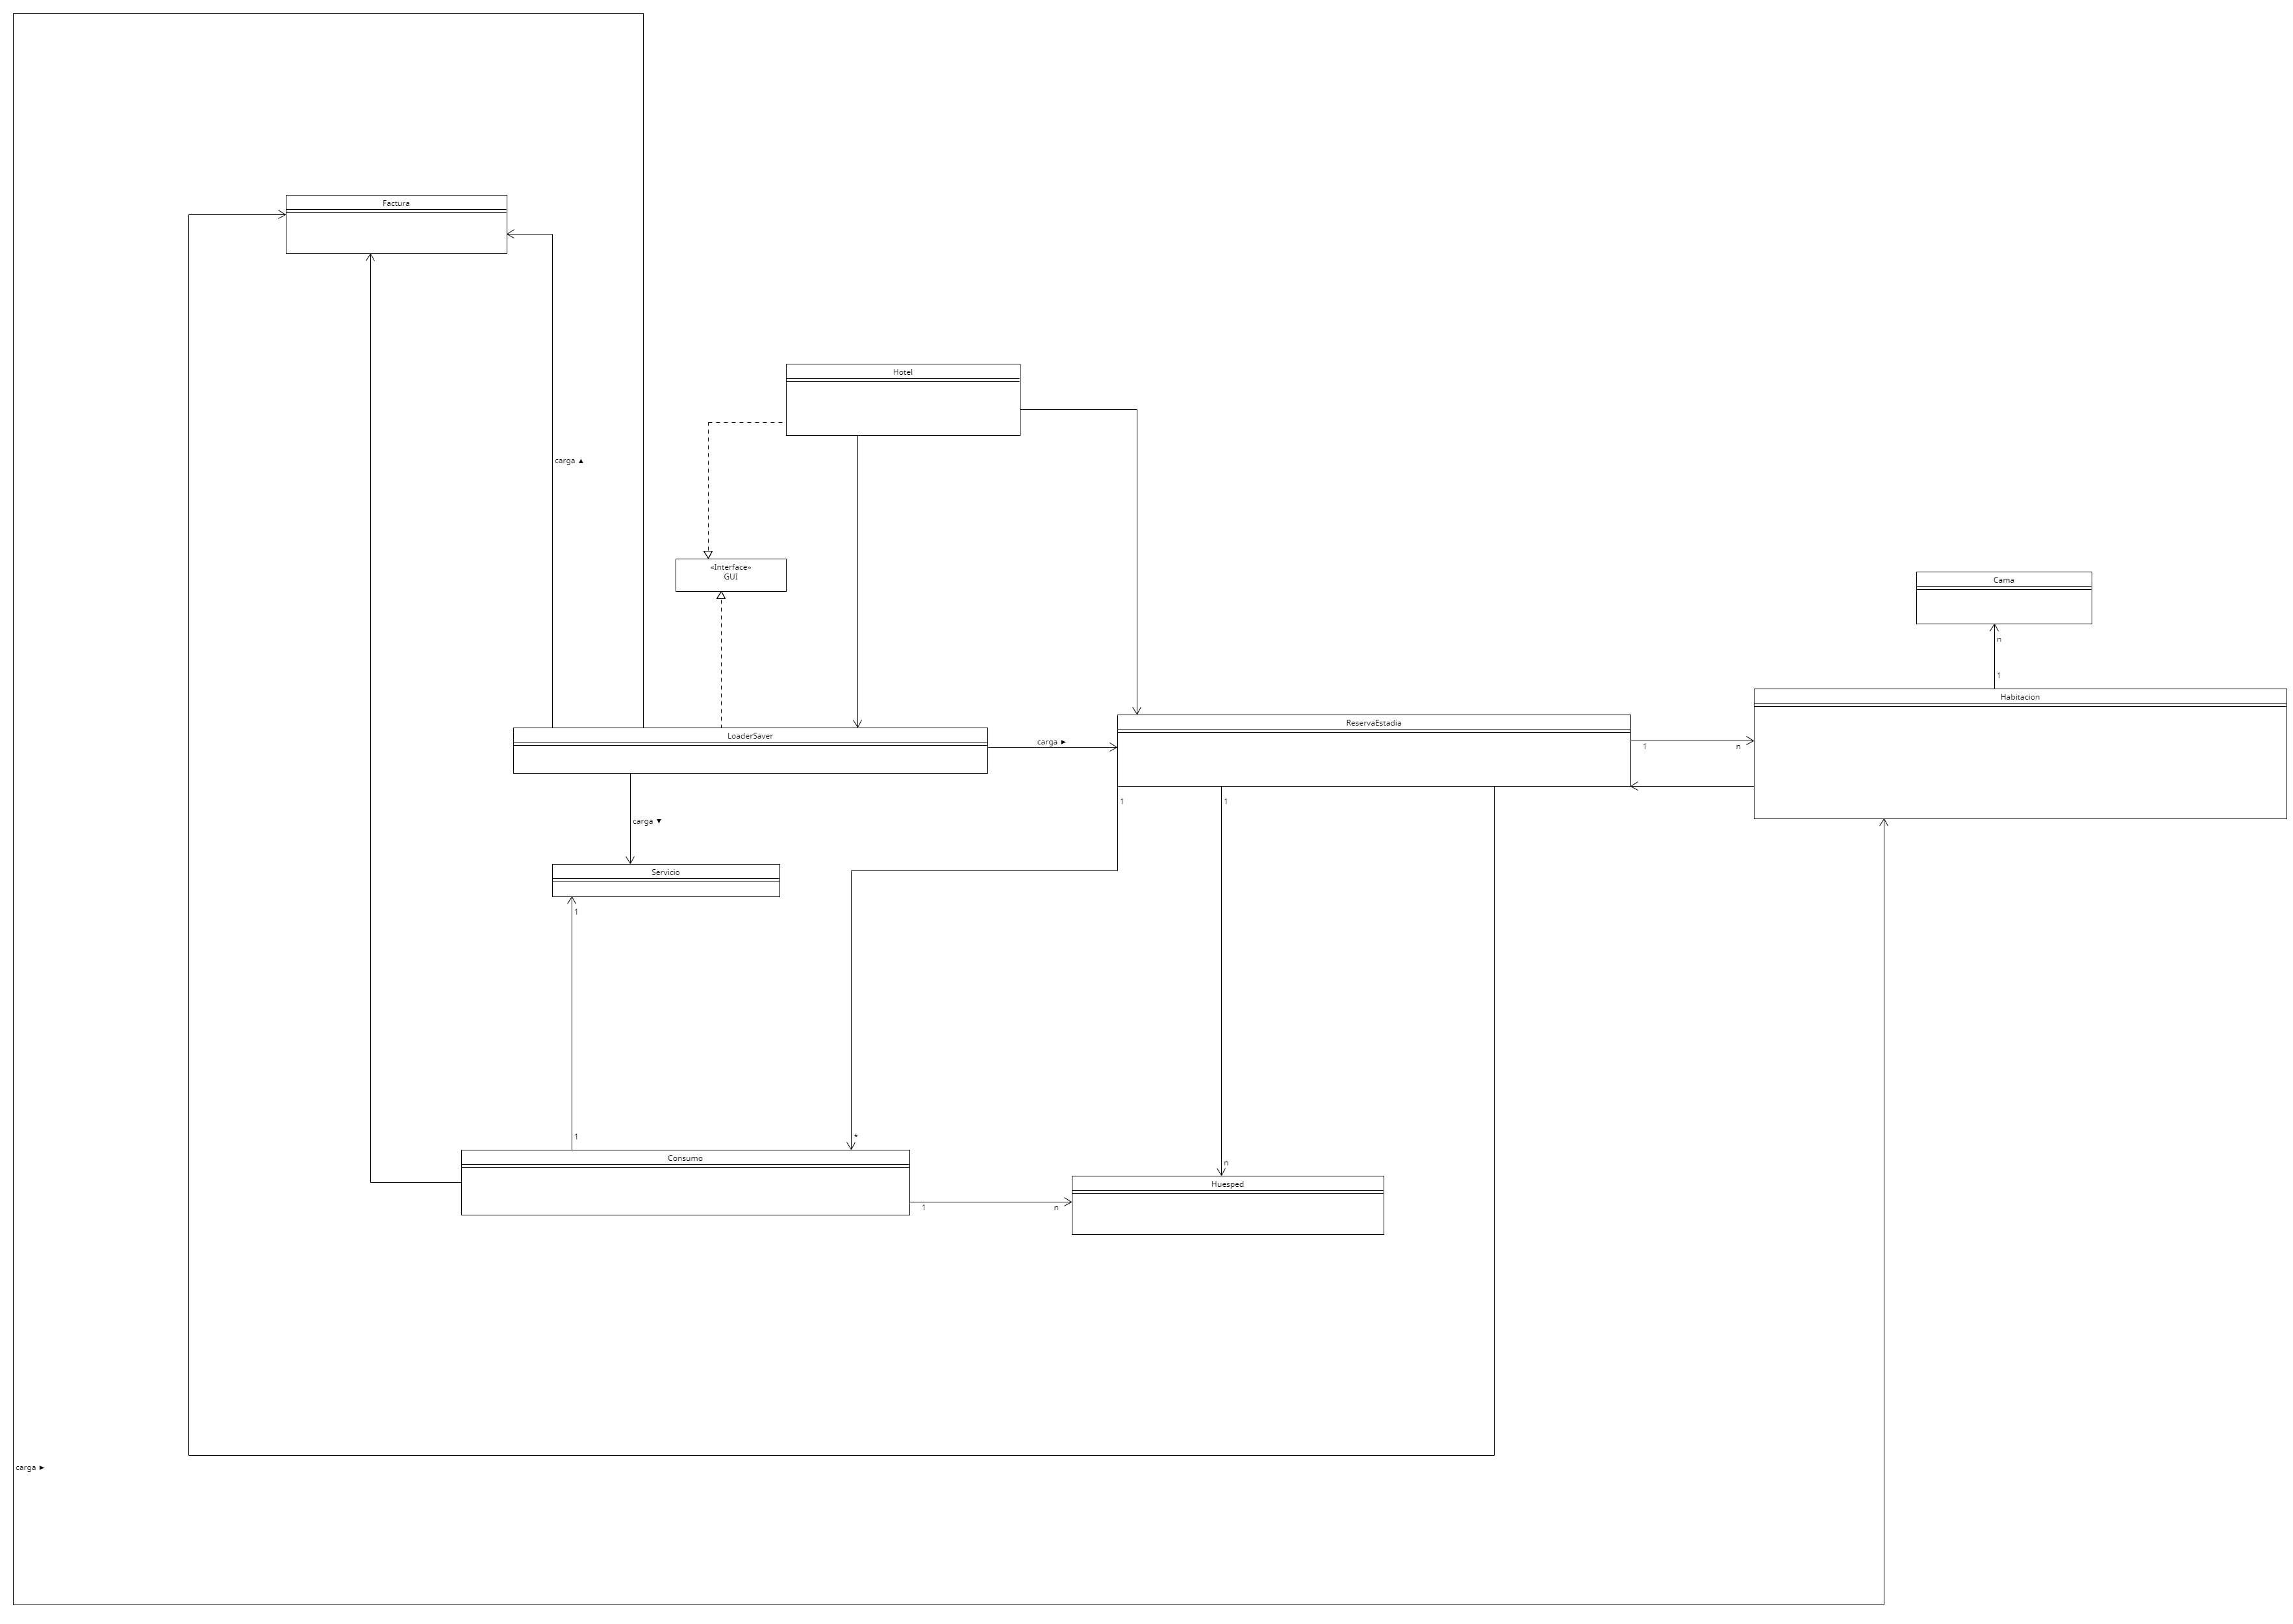 Factura
Hotel
carga ▲
«Interface»
GUI
Cama
n
1
Habitacion
ReservaEstadia
LoaderSaver
carga ►
1
n
1
1
carga ▼
Servicio
1
1
*
Consumo
n
Huesped
1
n
carga ►